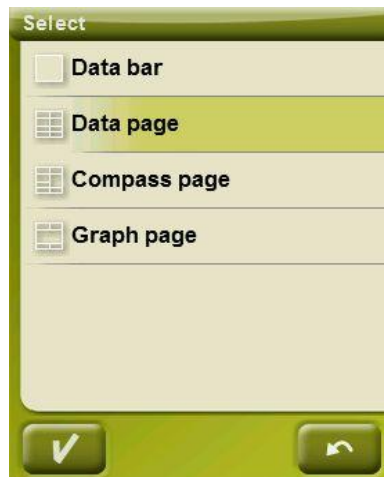 Select
Data bar
Data page
Compass page
Graph page